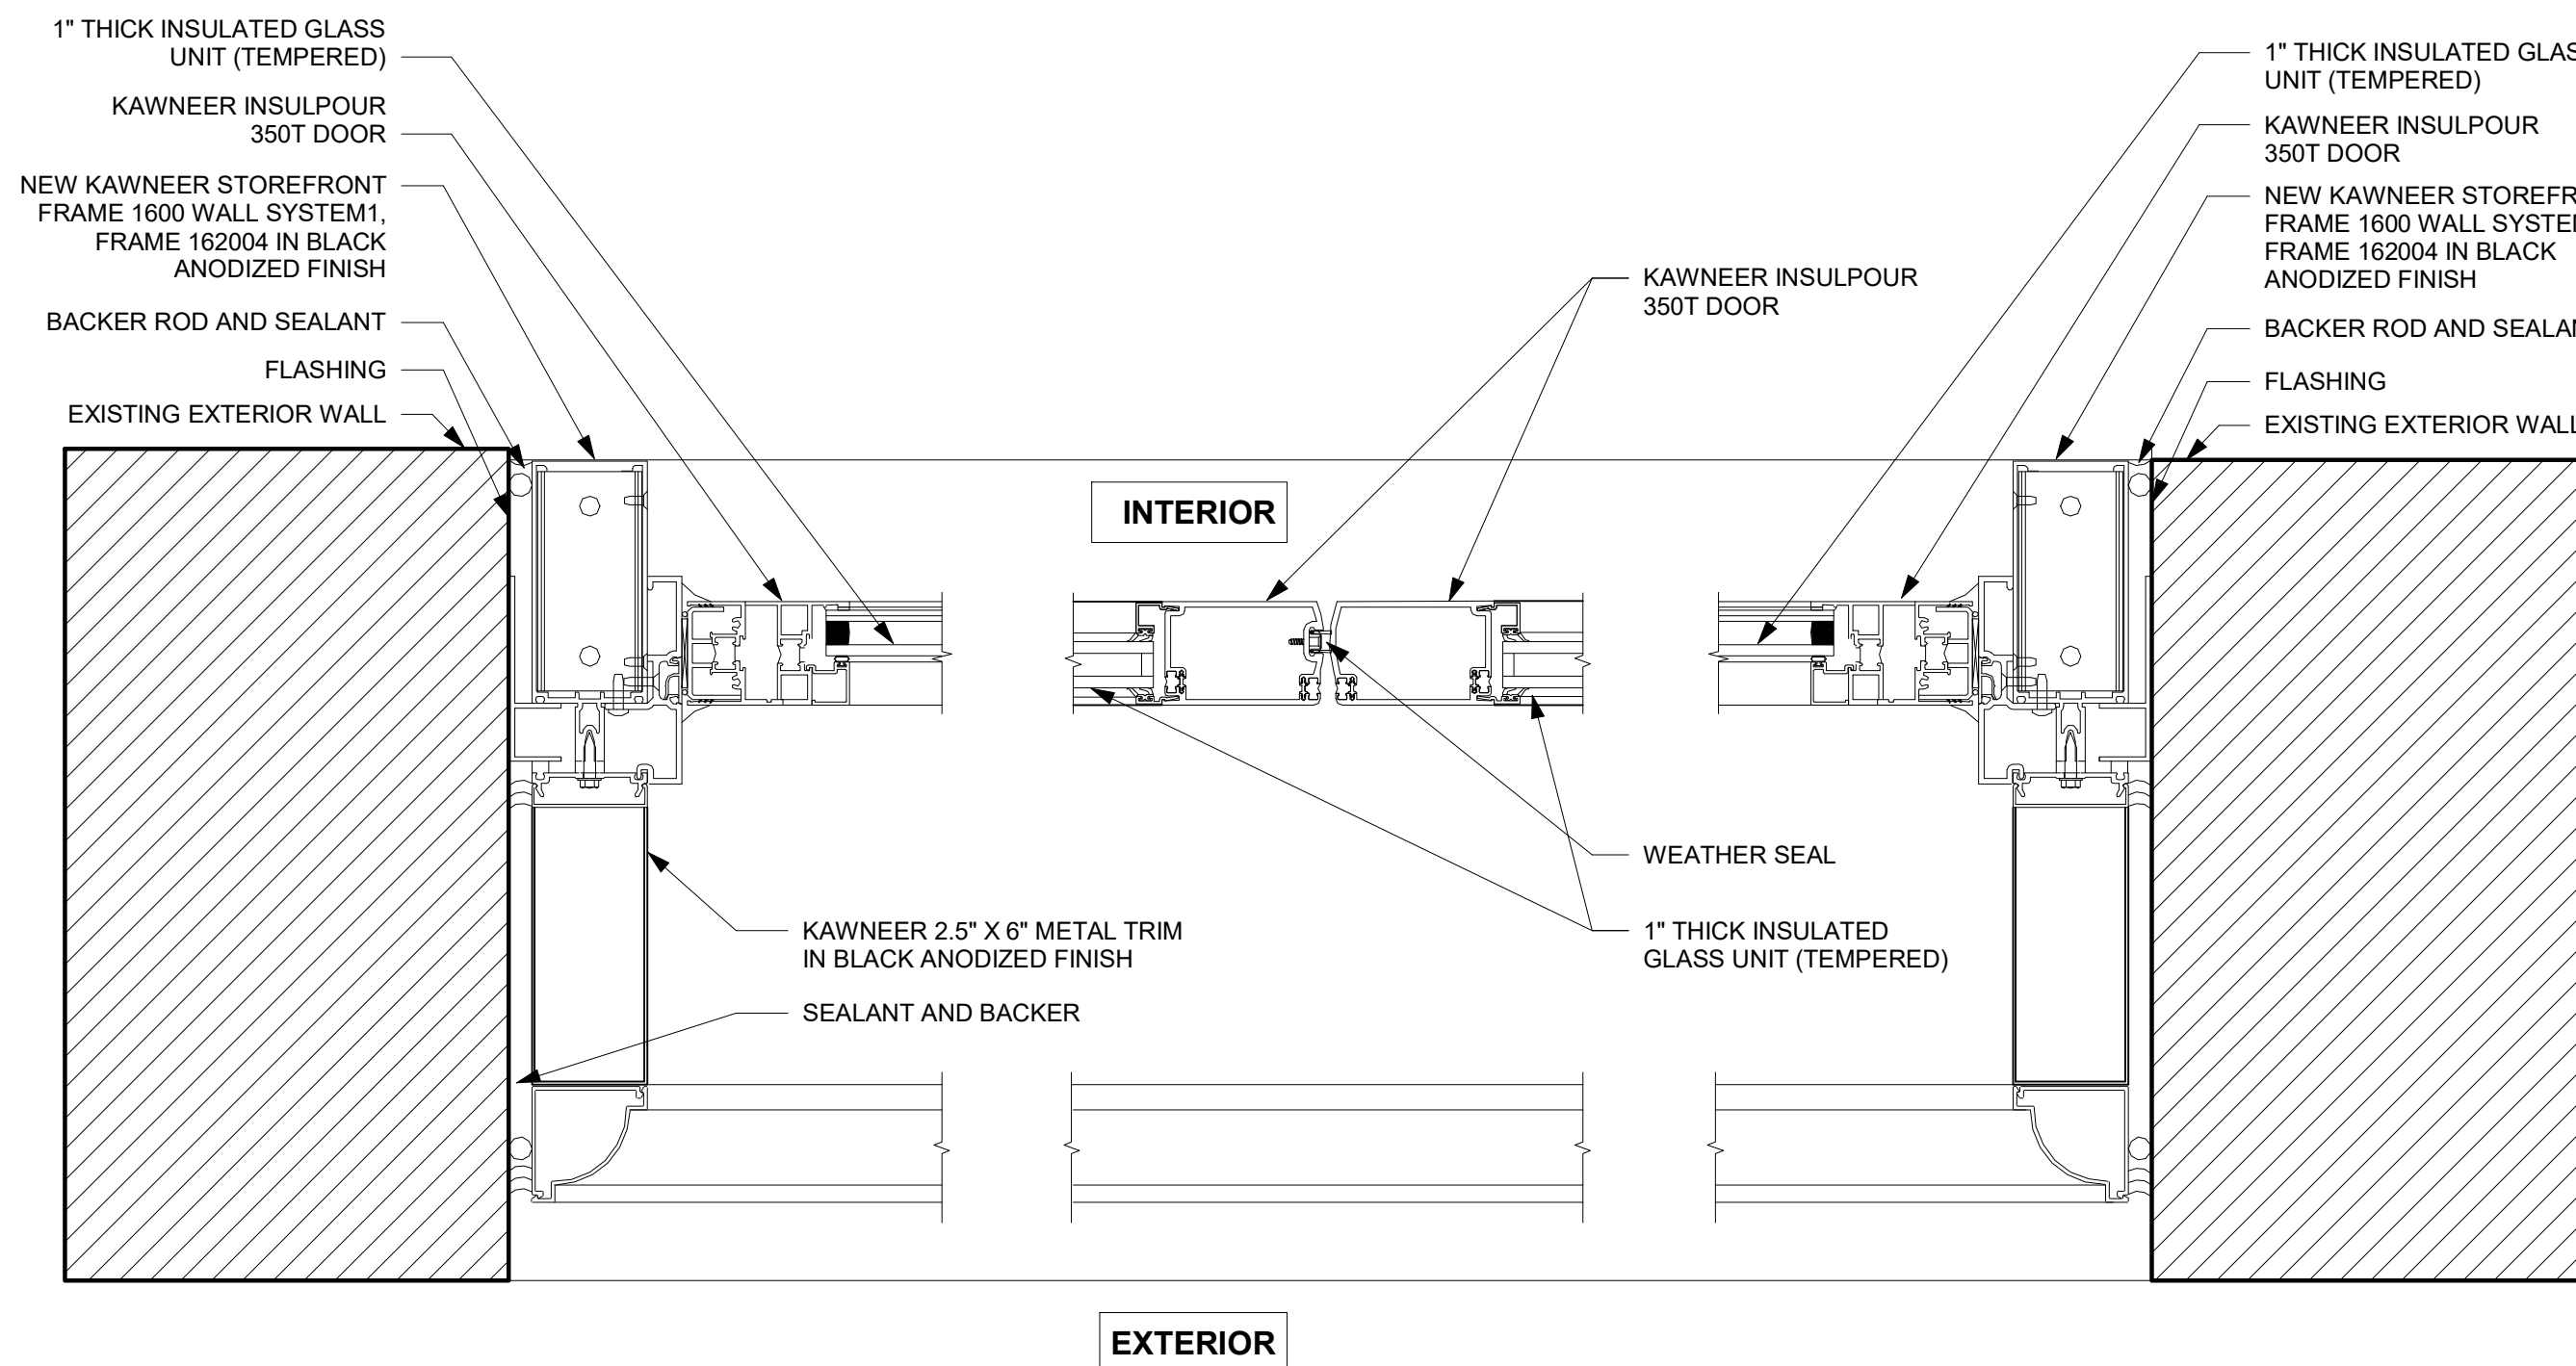 1" THICK INSULATED GLASS
UNIT (TEMPERED)
KAWNEER INSULPOUR
350T DOOR
NEW KAWNEER STOREFRONT
FRAME 1600 WALL SYSTEM1,
FRAME 162004 IN BLACK
ANODIZED FINISH
BACKER ROD AND SEALANT
FLASHING
EXISTING EXTERIOR WALL
INTERIOR
KAWNEER INSULPOUR
350T DOOR
1" THICK INSULATED
UNIT (TEMPERED)
KAWNEER INSULPOUR
350T DOOR
NEW KAWNEER
FRAME 1600 WALL
FRAME 162004 IN BLACK
ANODIZED FINISH
BACKER ROD AND
FLASHING
EXISTING EXTERIOR WALL
WEATHER SEAL
KAWNEER 2.5" X 6" METAL TRIM
IN BLACK ANODIZED FINISH
1" THICK INSULATED
GLASS UNIT (TEMPERED)
SEALANT AND BACKER
EXTERIOR